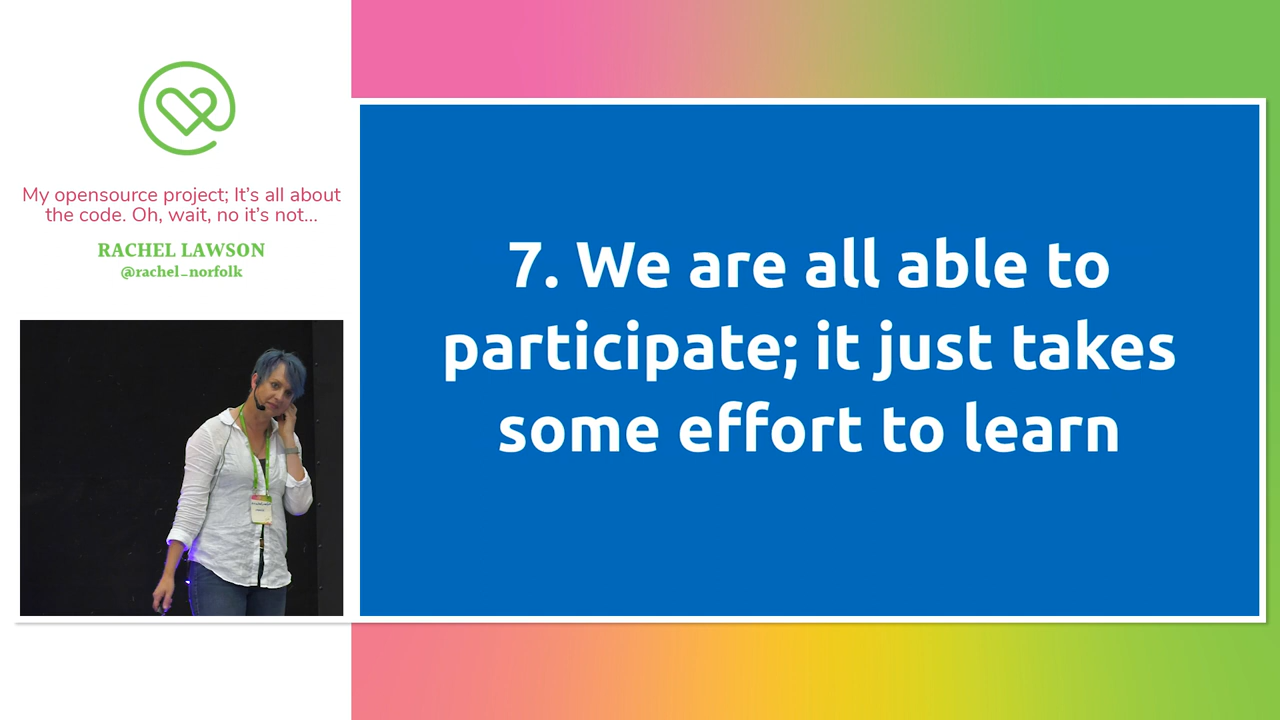 My opensource project; It's all about
the code. Oh, wait, no it's not...
RACHEL LAWSON
@rachel_norfolk
7. We are all able to
participate; it just takes
some effort to learn